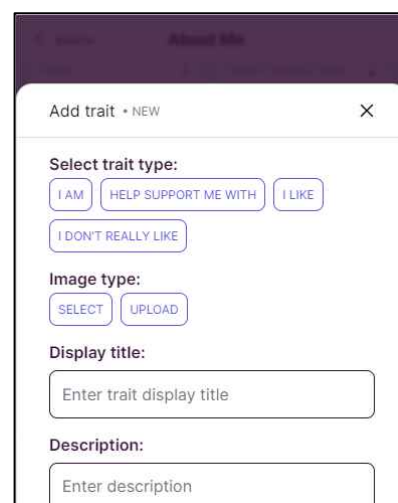 About Me
Add trait • NEW ×
Select trait type:
I AM HELP SUPPORT ME WITH I LIKE
I DON'T REALLY LIKE
Image type:
SELECT UPLOAD
Display title:
Enter trait display title
Description:
Enter description